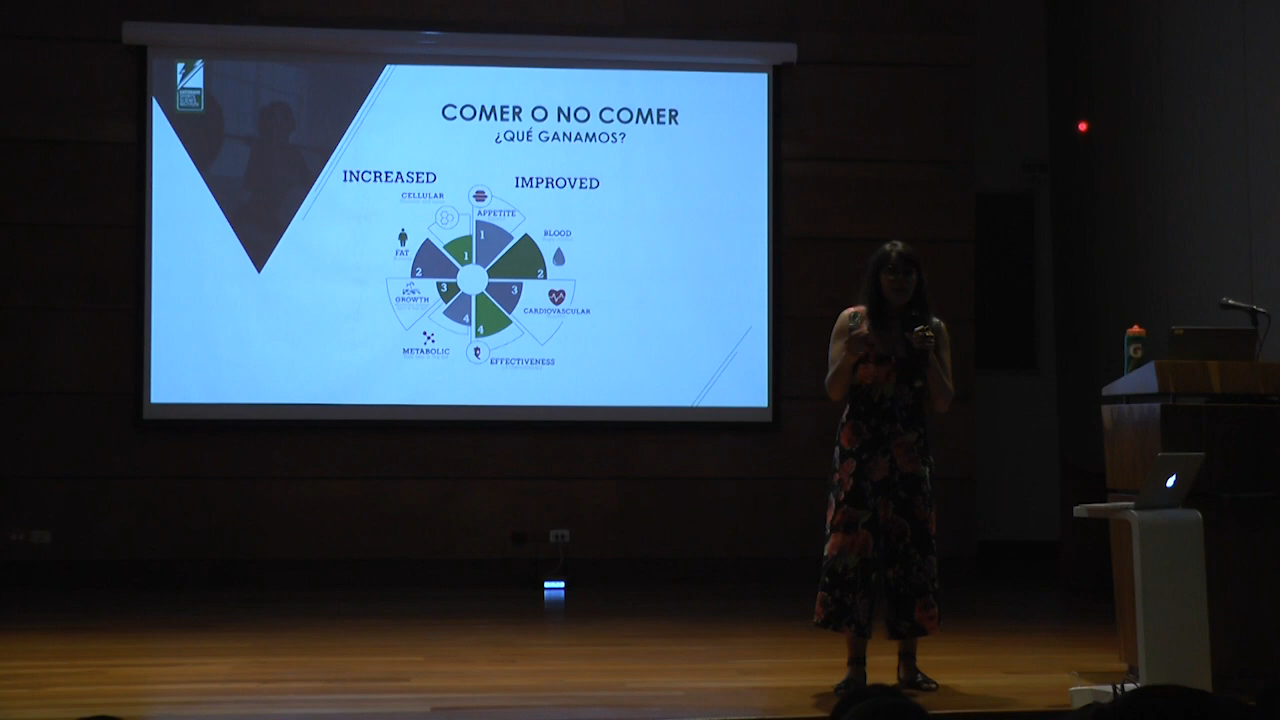 COMER O NO COMER
¿QUÉ GANAMOS?
INCREASED
IMPROVED
CELLULAR
APPETITE
BLOOD
FAT
GROWTH
CARDIOVASCULAR
METABOLIC
EFFECTIVENESS
1
1
2
2
3
3
4
4
G